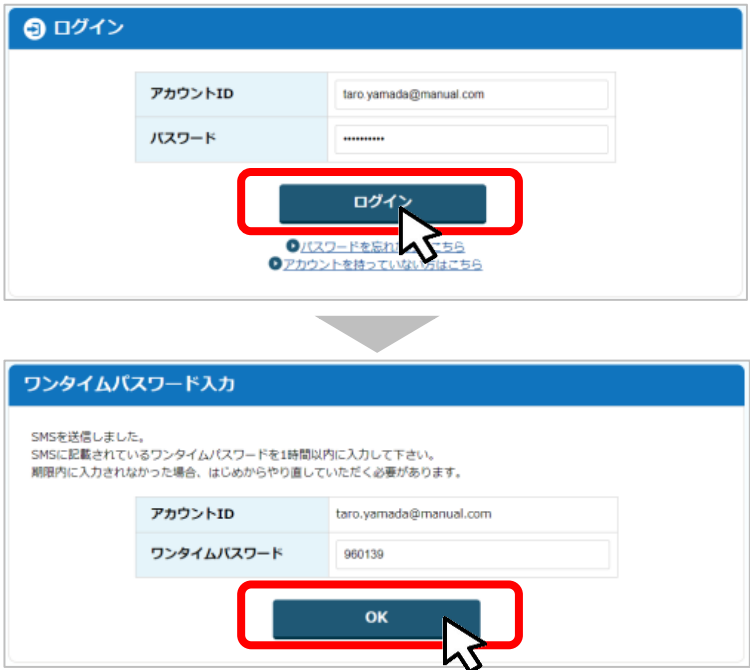 ログイン
アカウントID
taro.yamada@manual.com
パスワード
••••••••••
ログイン
パスワードを忘れ こちら
アカウントを持っていない方はこちら
ワンタイムパスワード入力
SMSを送信しました。
SMSに記載されているワンタイムパスワードを1時間以内に入力して下さい。
期限内に入力されなかった場合、はじめからやり直していただく必要があります。
アカウントID
taro.yamada@manual.com
ワンタイムパスワード
960139
OK